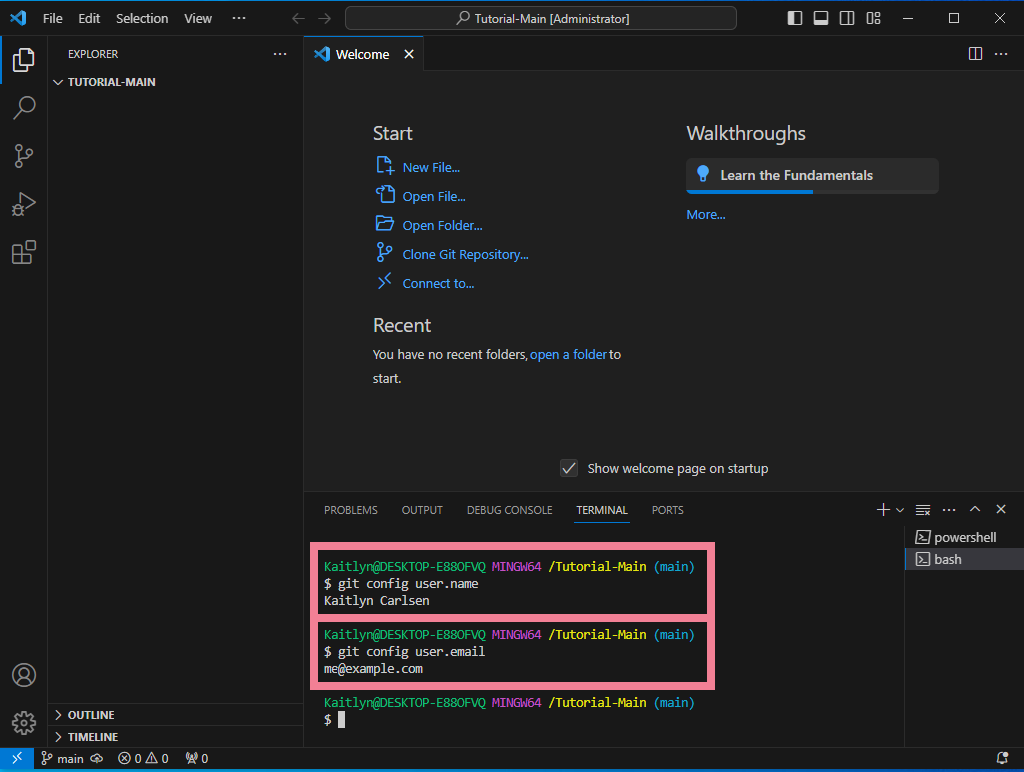 File Edit Selection View ··· Tutorial-Main [Administrator]
EXPLORER ···
TUTORIAL-MAIN
Welcome
Start
New File...
Open File...
Open Folder...
Clone Git Repository...
Connect to...
Recent
You have no recent folders, open a folder to
start.
Walkthroughs
Learn the Fundamentals
More...
Show welcome page on startup
PROBLEMS OUTPUT DEBUG CONSOLE TERMINAL PORTS
Kaitlyn@DESKTOP-E88OFVQ MINGW64 /Tutorial-Main (main)
$ git config user.name
Kaitlyn Carlsen
Kaitlyn@DESKTOP-E88OFVQ MINGW64 /Tutorial-Main (main)
$ git config user.email
me@example.com
Kaitlyn@DESKTOP-E88OFVQ MINGW64 /Tutorial-Main (main)
$
powershell
bash
OUTLINE
TIMELINE
main 0 0 0